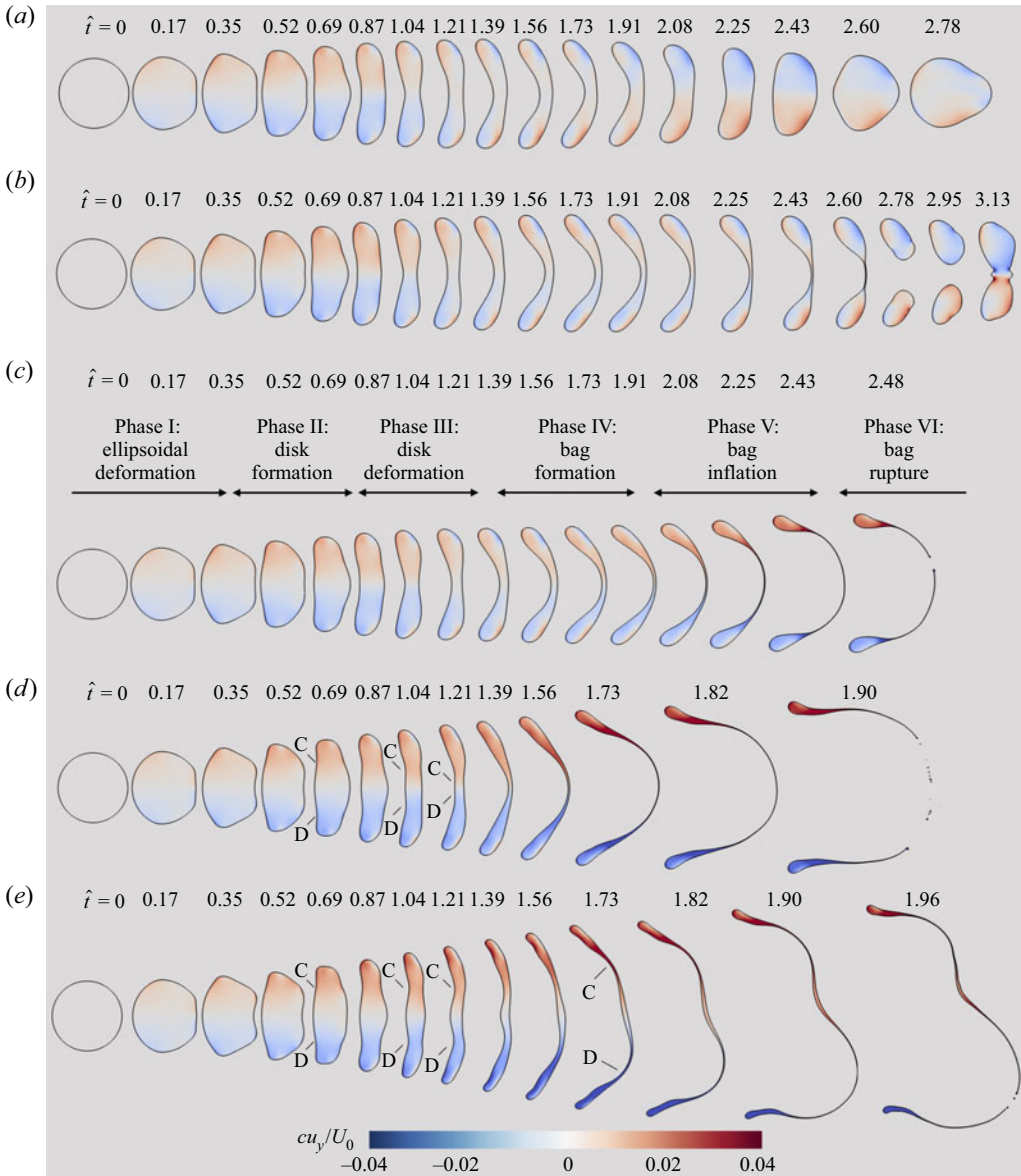 (a)
t̂ = 0 0.17 0.35 0.52 0.69 0.87 1.04 1.21 1.39 1.56 1.73 1.91 2.08 2.25 2.43 2.60 2.78
(b)
t̂ = 0 0.17 0.35 0.52 0.69 0.87 1.04 1.21 1.39 1.56 1.73 1.91 2.08 2.25 2.43 2.60 2.78 2.95 3.13
(c)
t̂ = 0 0.17 0.35 0.52 0.69 0.87 1.04 1.21 1.39 1.56 1.73 1.91 2.08 2.25 2.43 2.48
Phase I:
ellipsoidal
deformation
Phase II:
disk
formation
Phase III:
disk
deformation
Phase IV:
bag
formation
Phase V:
bag
inflation
Phase VI:
bag
rupture
(d)
t̂ = 0 0.17 0.35 0.52 0.69 0.87 1.04 1.21 1.39 1.56 1.73 1.82 1.90
C C C
D D D
(e)
t̂ = 0 0.17 0.35 0.52 0.69 0.87 1.04 1.21 1.39 1.56 1.73 1.82 1.90 1.96
C C C C
D D D D
cu_y/U_0
−0.04 −0.02 0 0.02 0.04